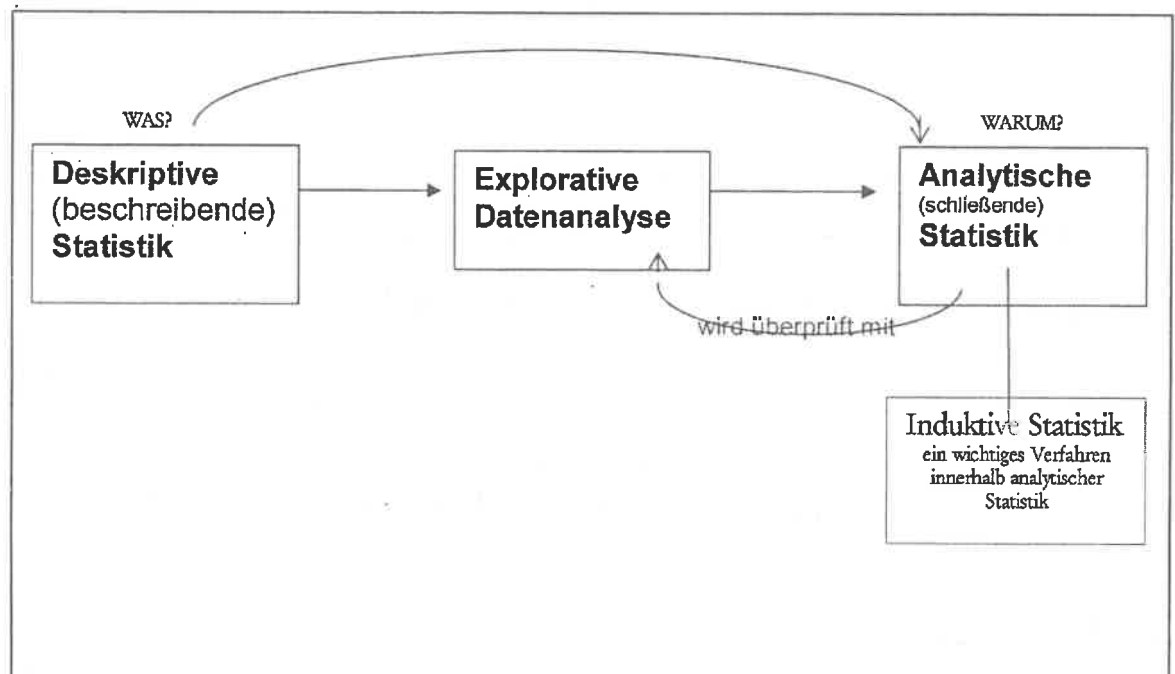 WAS?
WARUM?
Deskriptive
(beschreibende)
Statistik
Explorative
Datenanalyse
Analytische
(schließende)
Statistik
wird überprüft mit
Induktive Statistik
ein wichtiges Verfahren
innerhalb analytischer
Statistik